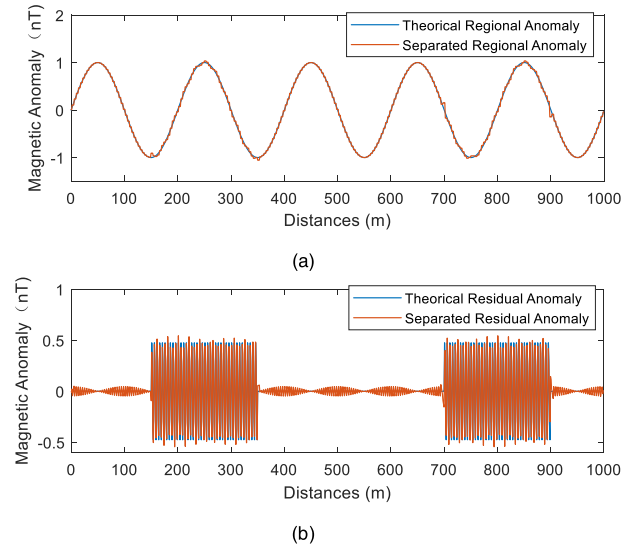 (a)
2
1
0
-1
Magnetic Anomaly （nT)
Theorical Regional Anomaly
Separated Regional Anomaly
0 100 200 300 400 500 600 700 800 900 1000
Distances (m)
(a)
1
0.5
0
-0.5
Magnetic Anomaly （nT)
Theorical Residual Anomaly
Separated Residual Anomaly
0 100 200 300 400 500 600 700 800 900 1000
Distances (m)
(b)